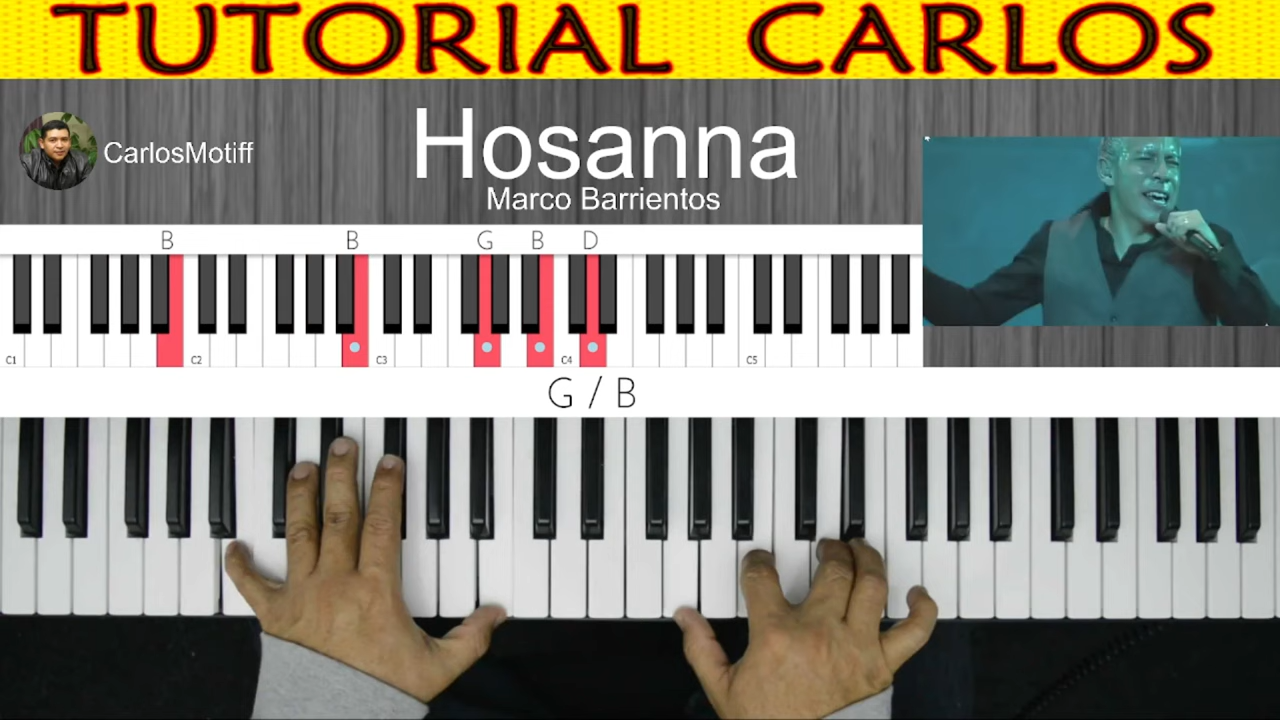 TUTORIAL CARLOS
CarlosMotiff
Hosanna
Marco Barrientos
B B G B D
C1 C2 C3 C4 C5
G / B